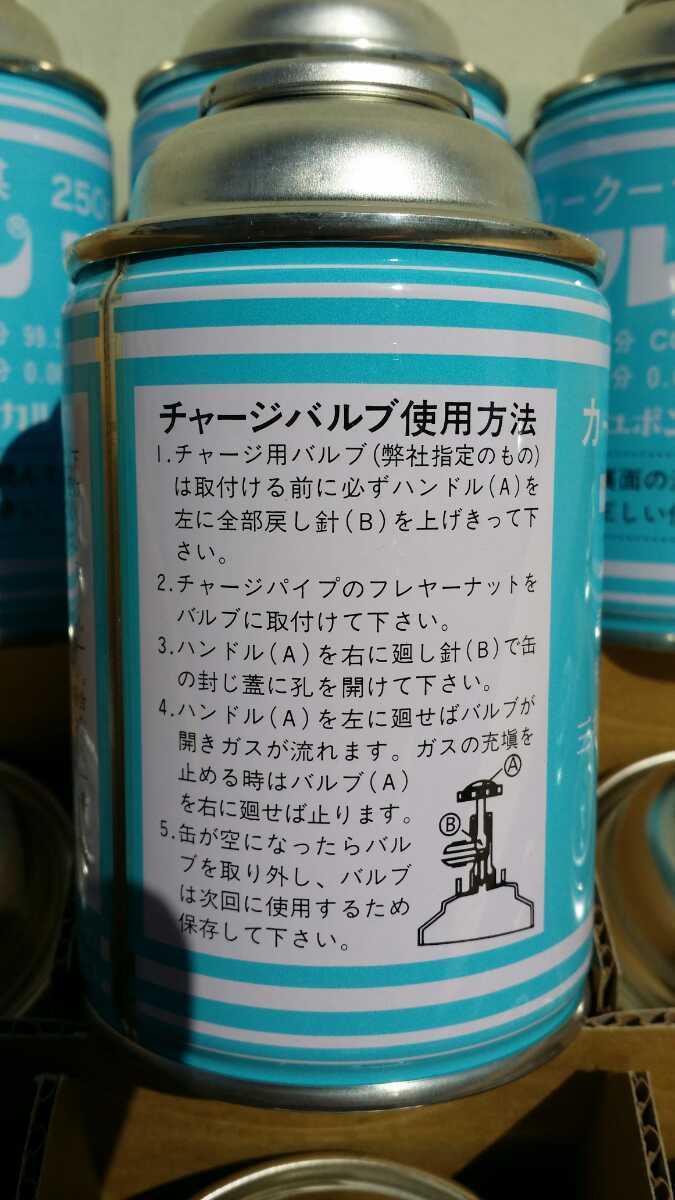 チャージバルブ使用方法
1.チャージ用バルブ(弊社指定のもの)
は取付ける前に必ずハンドル(A)を
左に全部戻し針(B)を上げきって下
さい。
2.チャージパイプのフレヤーナットを
バルブに取付けて下さい。
3.ハンドル(A)を右に廻し針(B)で缶
の封じ蓋に孔を開けて下さい。
4.ハンドル(A)を左に廻せばバルブが
開きガスが流れます。ガスの充塡を
止める時はバルブ(A)
を右に廻せば止ります。
5.缶が空になったらバル
ブを取り外し、バルブ
は次回に使用するため
保存して下さい。
A
B
250